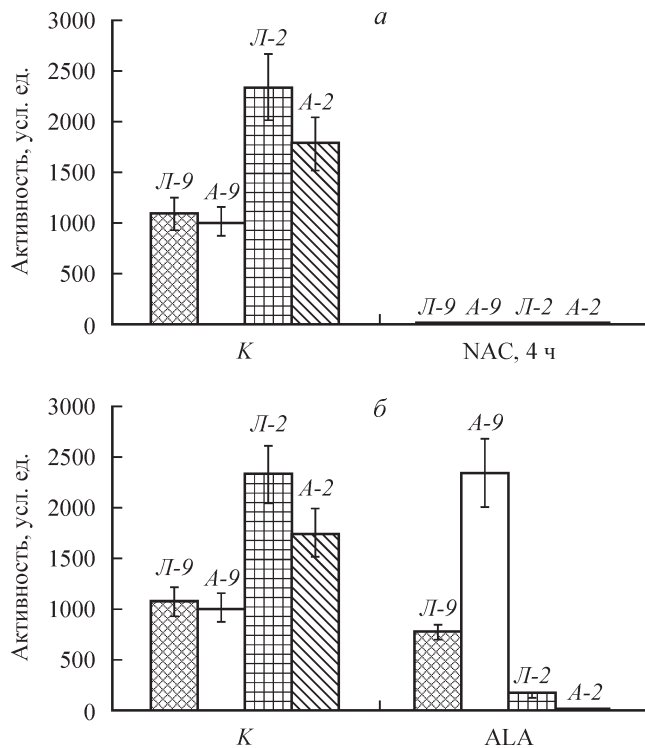 а
Активность, усл. ед.
3000
2500
2000
1500
1000
500
0
Л-9
А-9
Л-2
А-2
Л-9 А-9 Л-2 А-2
К
NAC, 4 ч
б
Активность, усл. ед.
3000
2500
2000
1500
1000
500
0
Л-9
А-9
Л-2
А-2
Л-9
А-9
Л-2
А-2
К
ALA